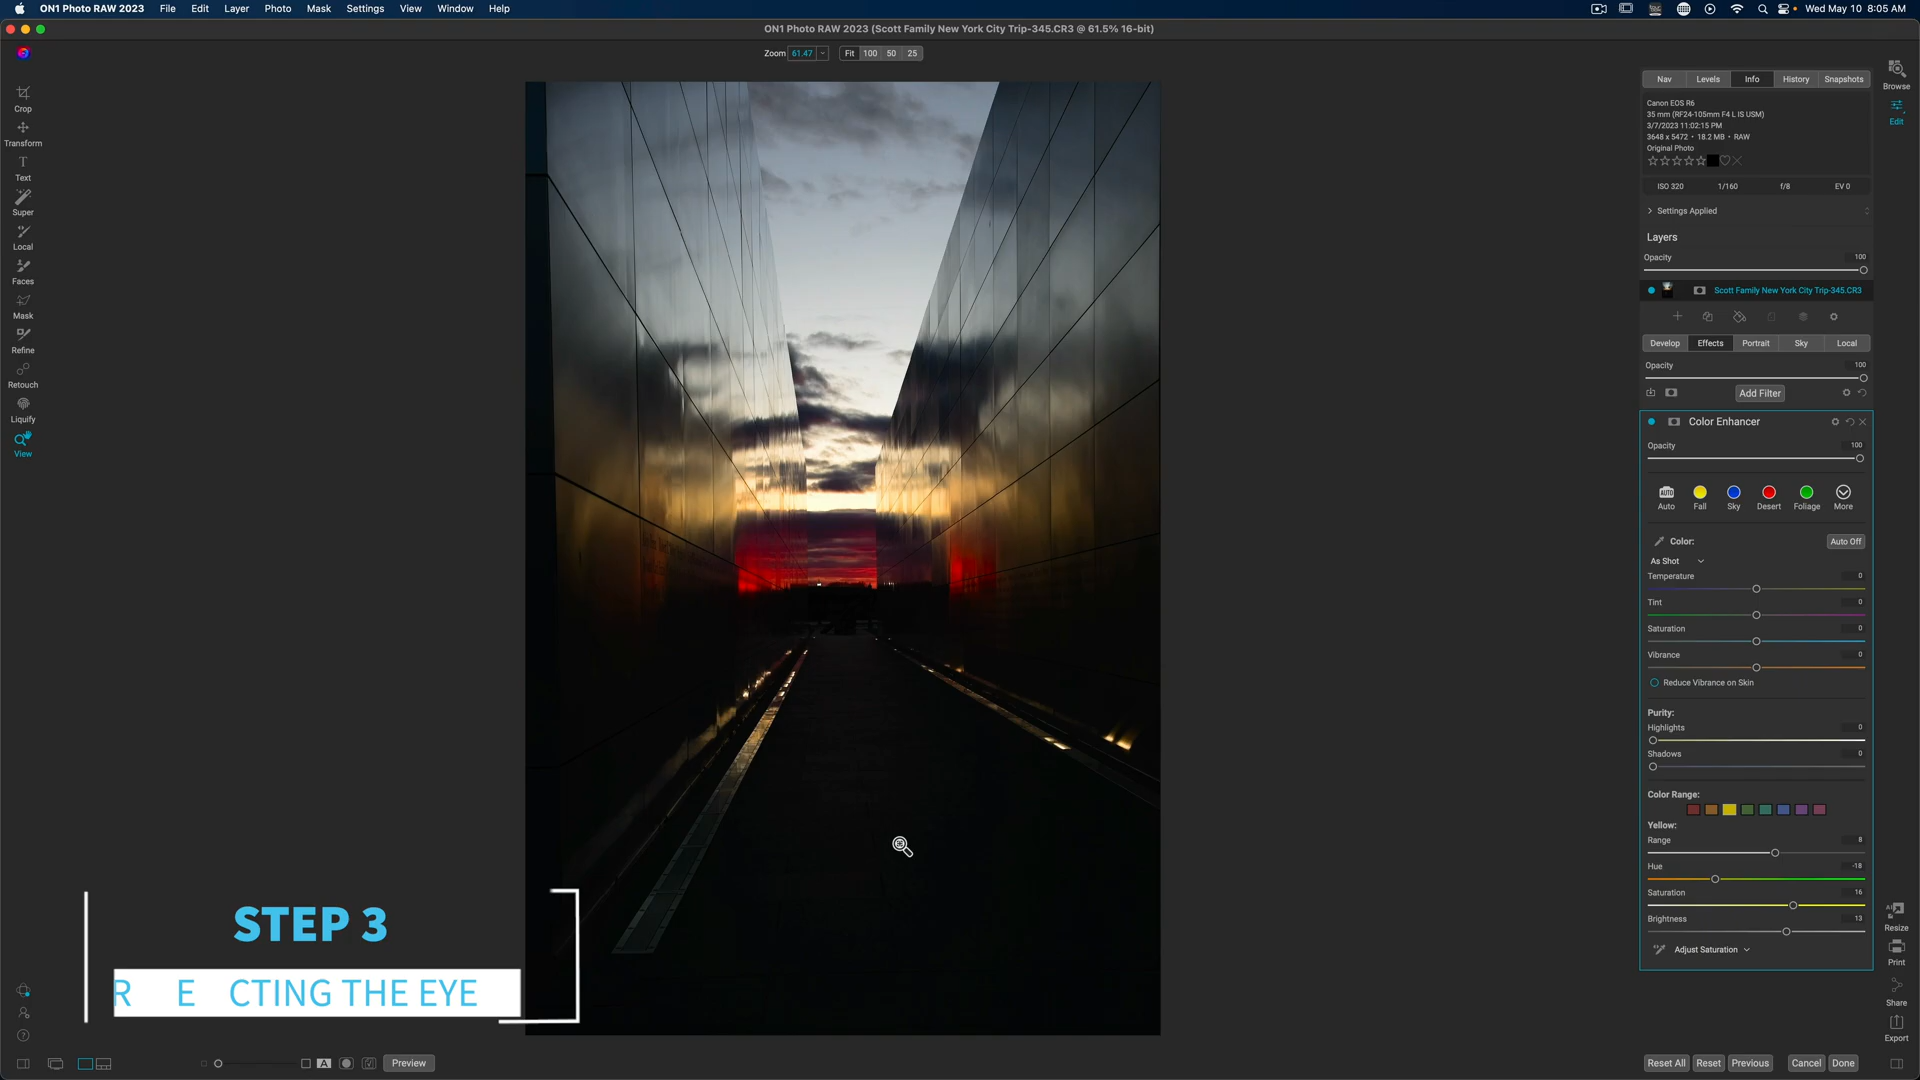 ON1 Photo RAW 2023 File Edit Layer Photo Mask Settings View Window Help Wed May 10 8:05 AM
ON1 Photo RAW 2023 (Scott Family New York City Trip-345.CR3 @ 61.5% 16-bit)
Zoom 61.47 Fit 100 50 25
Crop
Transform
Text
Super
Local
Faces
Mask
Refine
Retouch
Liquify
View
Nav Levels Info History Snapshots
Browse
Edit
Canon EOS R6
35 mm (RF24-105mm F4 L IS USM)
3/7/2023 11:02:15 PM
3648 x 5472 • 18.2 MB • RAW
Original Photo
ISO 320 1/160 f/8 EV 0
Settings Applied
Layers
Opacity 100
Scott Family New York City Trip-345.CR3
Develop Effects Portrait Sky Local
Opacity 100
Add Filter
Color Enhancer
Opacity 100
AUTO
Auto Fall Sky Desert Foliage More
Color: Auto Off
As Shot
Temperature 0
Tint 0
Saturation 0
Vibrance 0
Reduce Vibrance on Skin
Purity:
Highlights 0
Shadows 0
Color Range:
Yellow:
Range 8
Hue -18
Saturation 16
Brightness 13
Adjust Saturation
STEP 3
R E CTING THE EYE
AI
Resize
Print
Share
Export
A Preview
Reset All Reset Previous Cancel Done